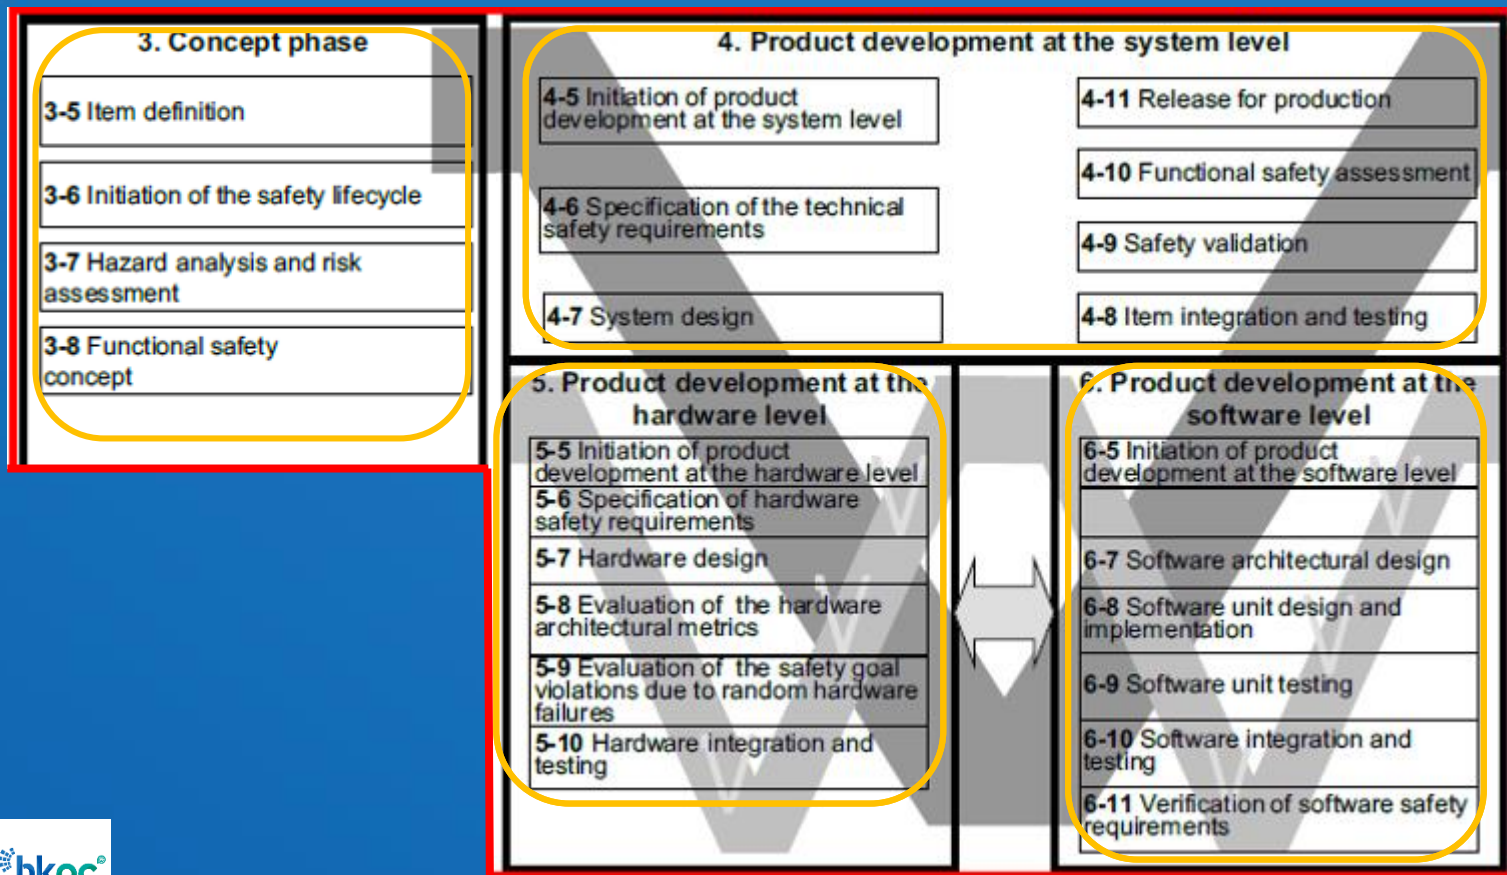 3. Concept phase
3-5 Item definition
3-6 Initiation of the safety lifecycle
3-7 Hazard analysis and risk
assessment
3-8 Functional safety
concept
4. Product development at the system level
4-5 Initiation of product
development at the system level
4-6 Specification of the technical
safety requirements
4-7 System design
4-11 Release for production
4-10 Functional safety assessment
4-9 Safety validation
4-8 Item integration and testing
5. Product development at the
hardware level
5-5 Initiation of product
development at the hardware level
5-6 Specification of hardware
safety requirements
5-7 Hardware design
5-8 Evaluation of the hardware
architectural metrics
5-9 Evaluation of the safety goal
violations due to random hardware
failures
5-10 Hardware integration and
testing
6. Product development at the
software level
6-5 Initiation of product
development at the software level
6-7 Software architectural design
6-8 Software unit design and
implementation
6-9 Software unit testing
6-10 Software integration and
testing
6-11 Verification of software safety
requirements